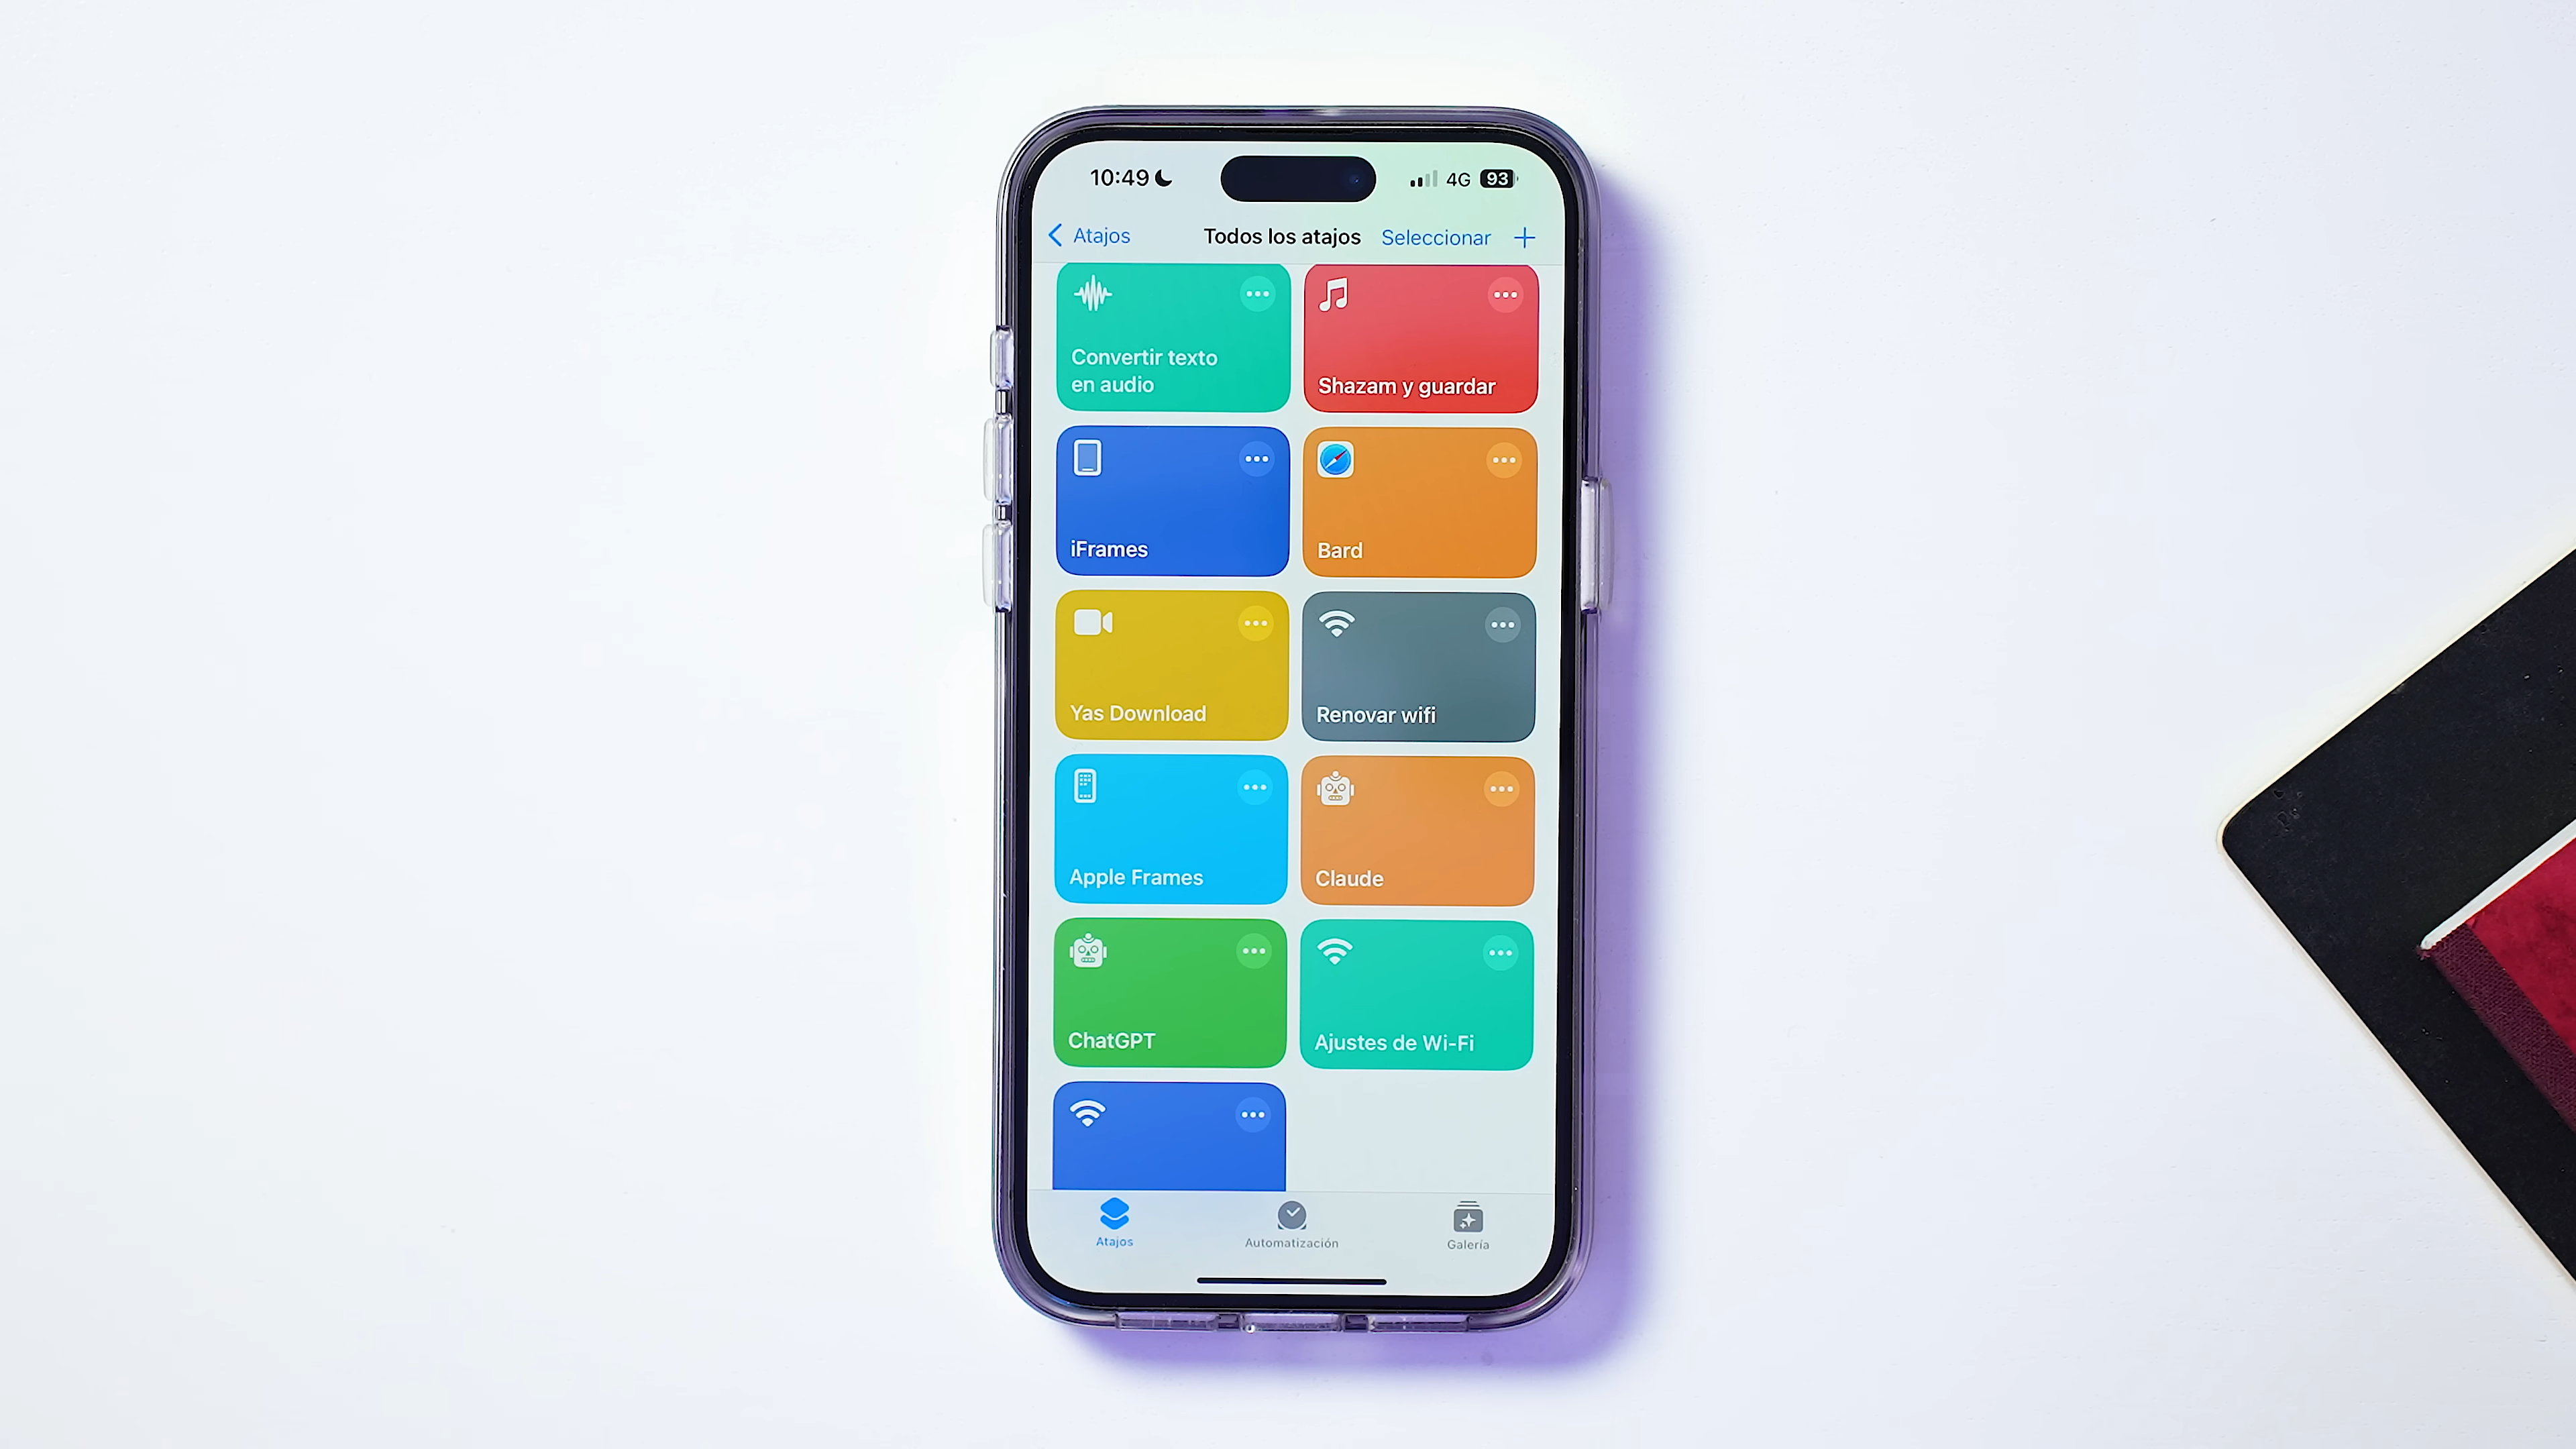 10:49
4G 93
Atajos
Todos los atajos
Seleccionar
Convertir texto
en audio
Shazam y guardar
iFrames
Bard
Yas Download
Renovar wifi
Apple Frames
Claude
ChatGPT
Ajustes de Wi-Fi
Atajos
Automatización
Galería